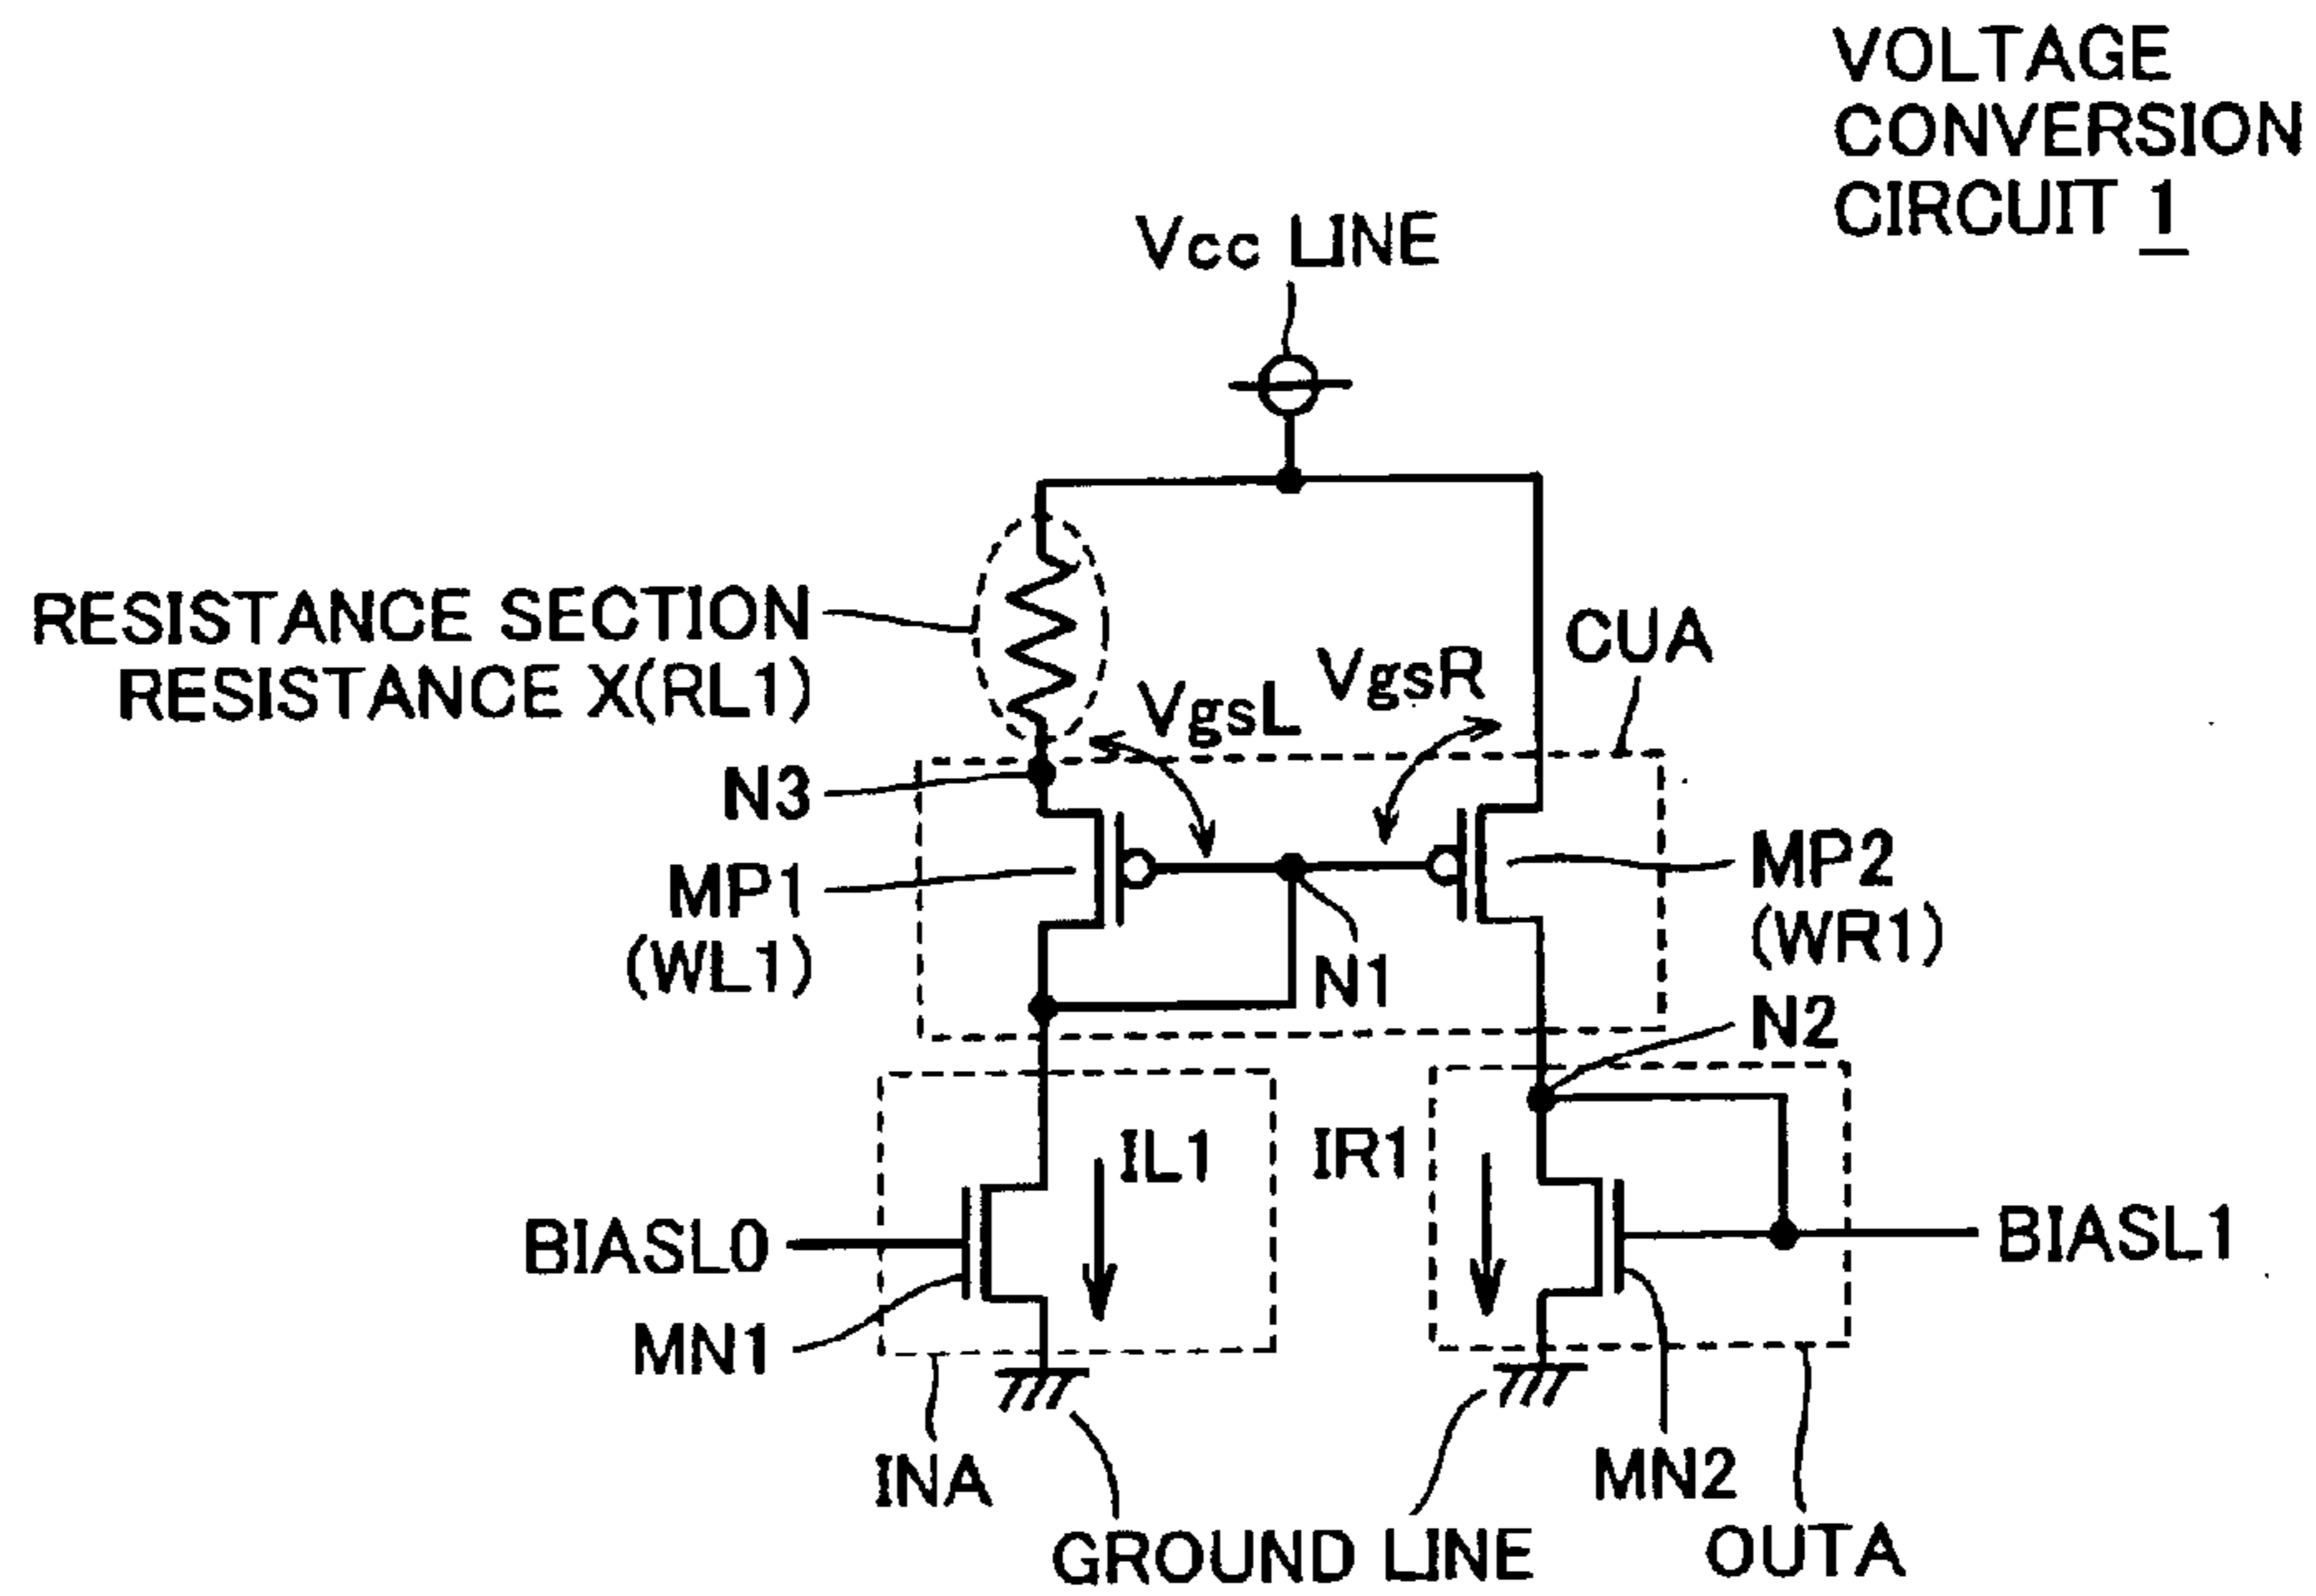 VOLTAGE
CONVERSION
CIRCUIT 1
Vcc LINE
RESISTANCE SECTION
RESISTANCE X(RL1)
CUA
VgsL
VgsR
N3
MP1
(WL1)
MP2
(WR1)
N1
N2
IL1
IR1
BIASL0
BIASL1
MN1
MN2
INA
GROUND LINE
OUTA